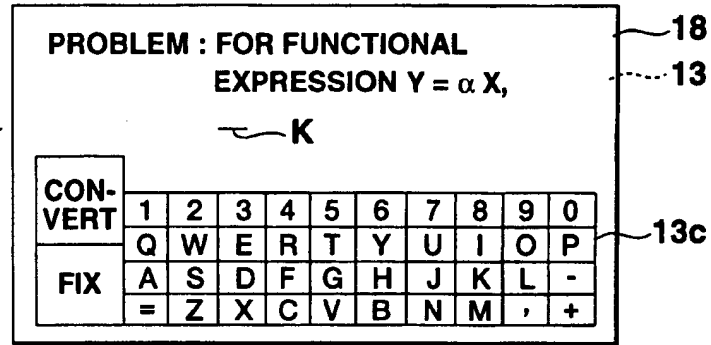 PROBLEM : FOR FUNCTIONAL
EXPRESSION Y = α X,
18
13
K
CON-
VERT
FIX
1 2 3 4 5 6 7 8 9 0
Q W E R T Y U I O P
A S D F G H J K L -
= Z X C V B N M , +
13c